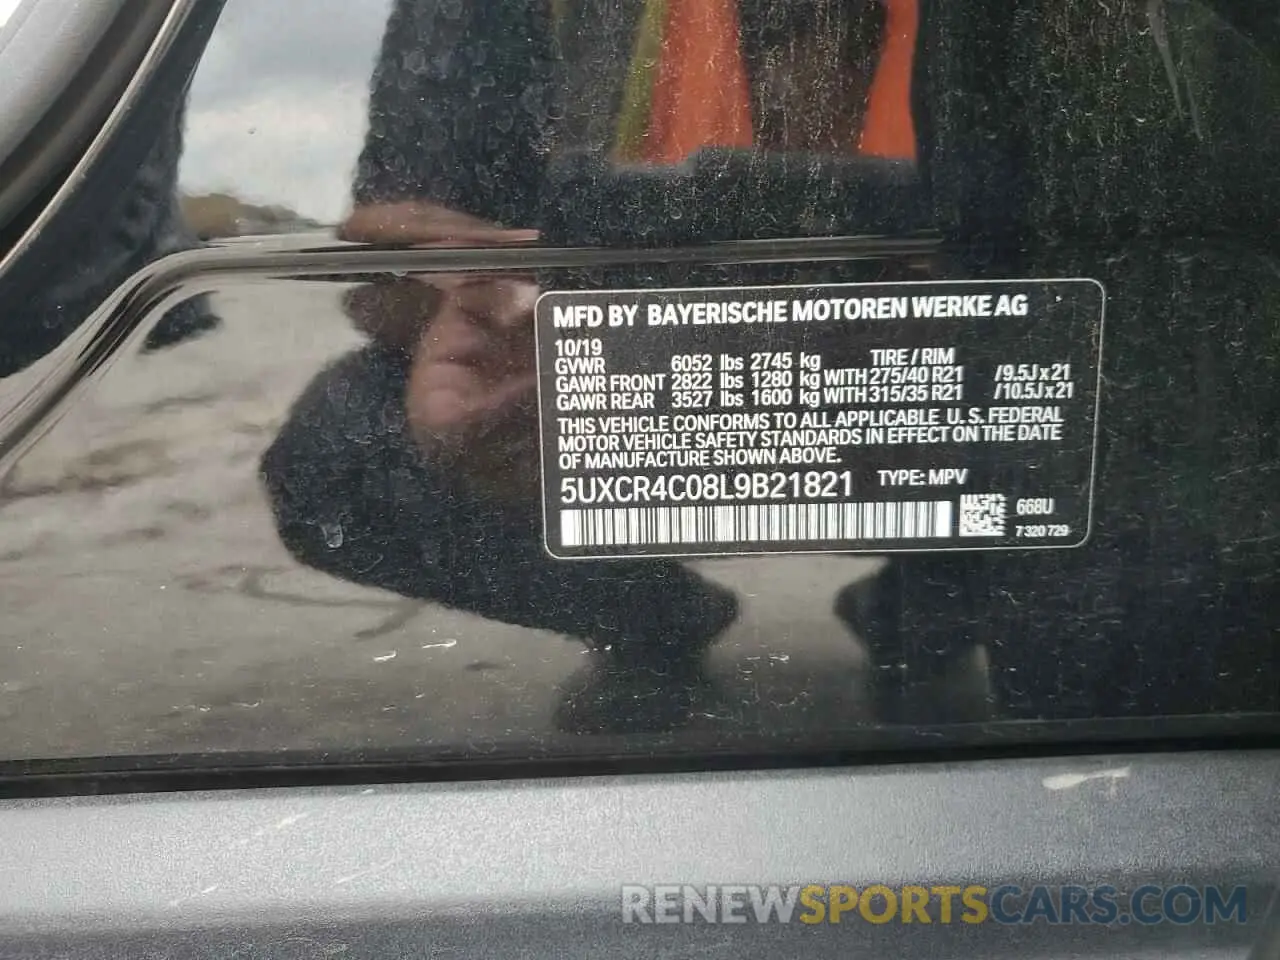 MFD BY BAYERISCHE MOTOREN WERKE AG
10/19 TIRE / RIM
GVWR 6052 lbs 2745 kg
GAWR FRONT 2822 lbs 1280 kg WITH 275/40 R21 / 9.5J x 21
GAWR REAR 3527 lbs 1600 kg WITH 315/35 R21 / 10.5J x 21
THIS VEHICLE CONFORMS TO ALL APPLICABLE U.S. FEDERAL
MOTOR VEHICLE SAFETY STANDARDS IN EFFECT ON THE DATE
OF MANUFACTURE SHOWN ABOVE.
5UXCR4C08L9B21821 TYPE: MPV
668U
7 320 729
RENEWSPORTSCARS.COM